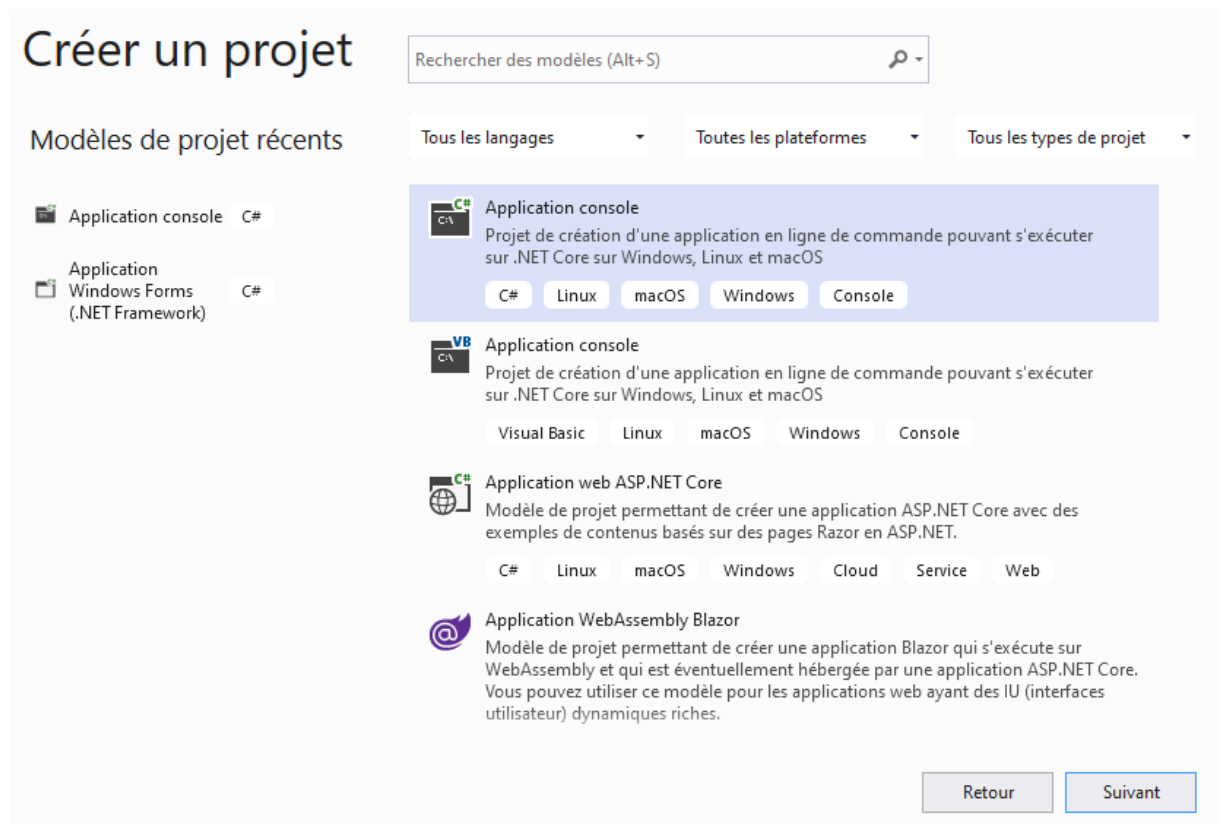 Créer un projet
Rechercher des modèles (Alt+S)
Modèles de projet récents
Tous les langages
Toutes les plateformes
Tous les types de projet
Application console C#
Application
Windows Forms C#
(.NET Framework)
C# C:\
Application console
Projet de création d'une application en ligne de commande pouvant s'exécuter
sur .NET Core sur Windows, Linux et macOS
C# Linux macOS Windows Console
VB C:\
Application console
Projet de création d'une application en ligne de commande pouvant s'exécuter
sur .NET Core sur Windows, Linux et macOS
Visual Basic Linux macOS Windows Console
C#
Application web ASP.NET Core
Modèle de projet permettant de créer une application ASP.NET Core avec des
exemples de contenus basés sur des pages Razor en ASP.NET.
C# Linux macOS Windows Cloud Service Web
@
Application WebAssembly Blazor
Modèle de projet permettant de créer une application Blazor qui s'exécute sur
WebAssembly et qui est éventuellement hébergée par une application ASP.NET Core.
Vous pouvez utiliser ce modèle pour les applications web ayant des IU (interfaces
utilisateur) dynamiques riches.
Retour
Suivant